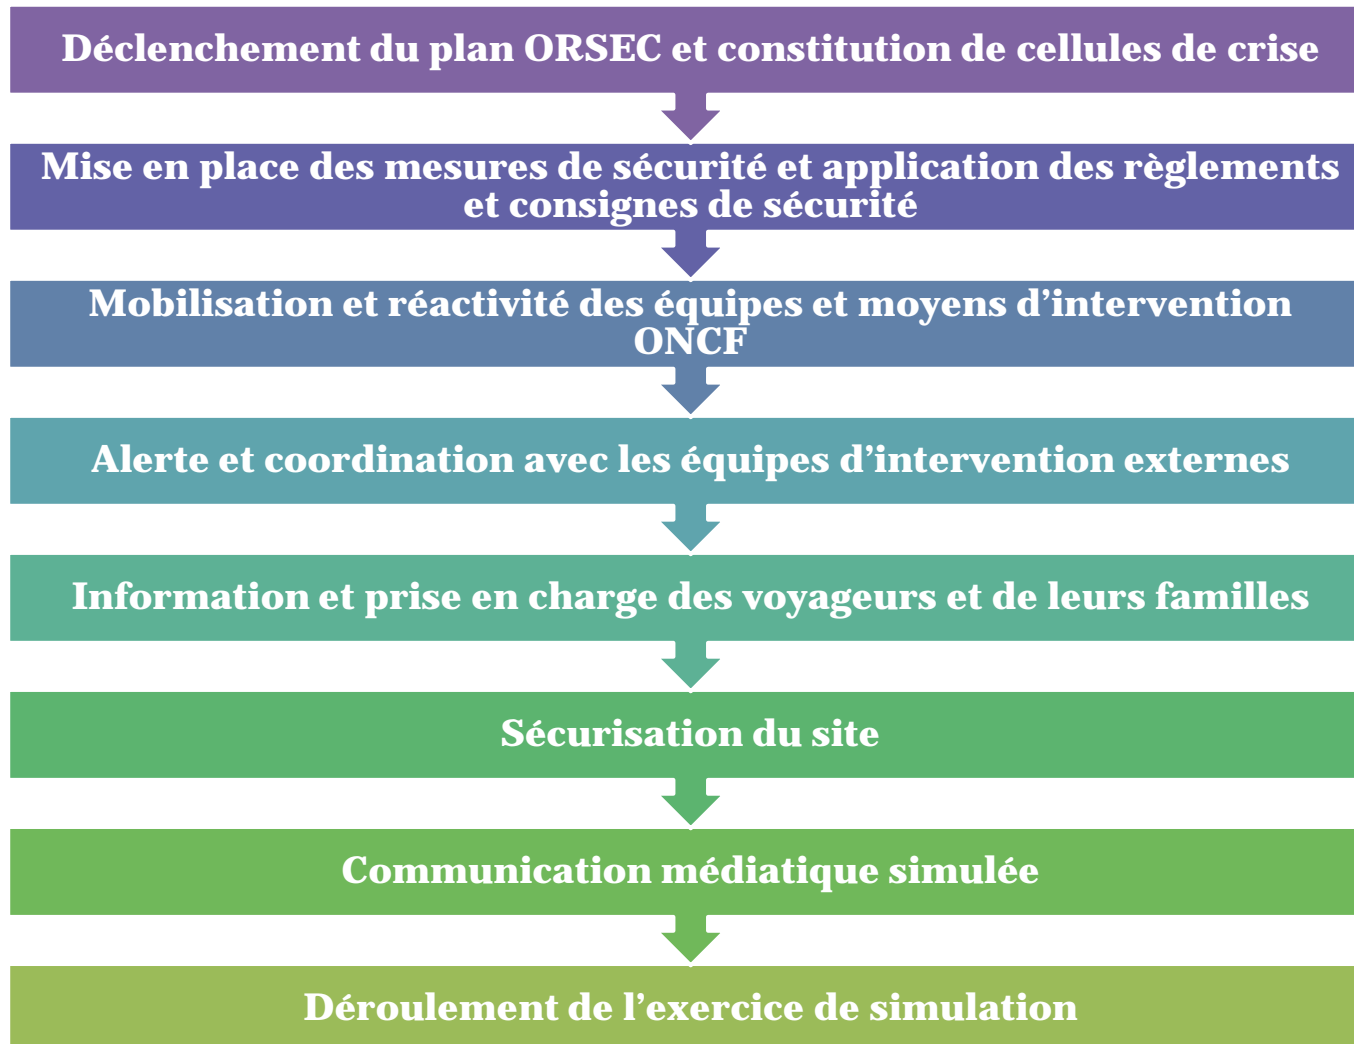 Déclenchement du plan ORSEC et constitution de cellules de crise
Mise en place des mesures de sécurité et application des règlements
et consignes de sécurité
Mobilisation et réactivité des équipes et moyens d’intervention
ONCF
Alerte et coordination avec les équipes d’intervention externes
Information et prise en charge des voyageurs et de leurs familles
Sécurisation du site
Communication médiatique simulée
Déroulement de l’exercice de simulation